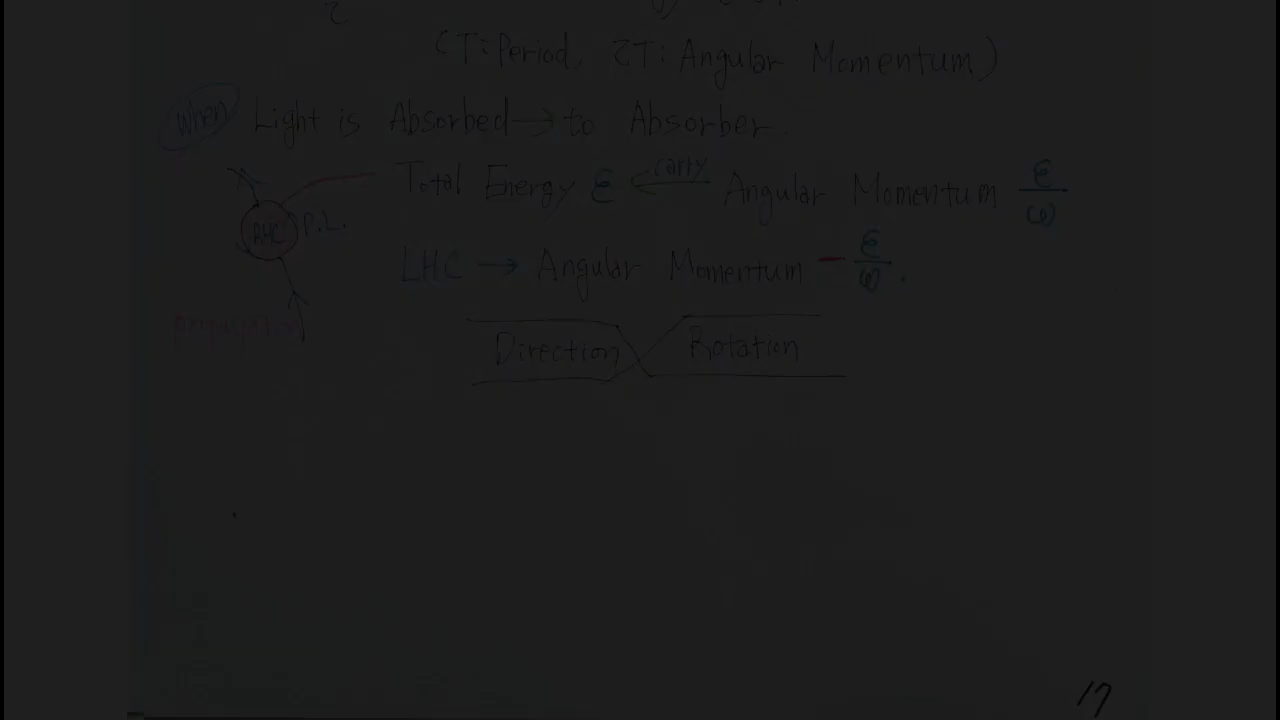 (T: Period, ZT: Angular Momentum)
When Light is Absorbed → to Absorber.
Total Energy ε ← carry Angular Momentum ε/ω
RHC P.L.
LHC → Angular Momentum - ε/ω.
Direction Rotation
17